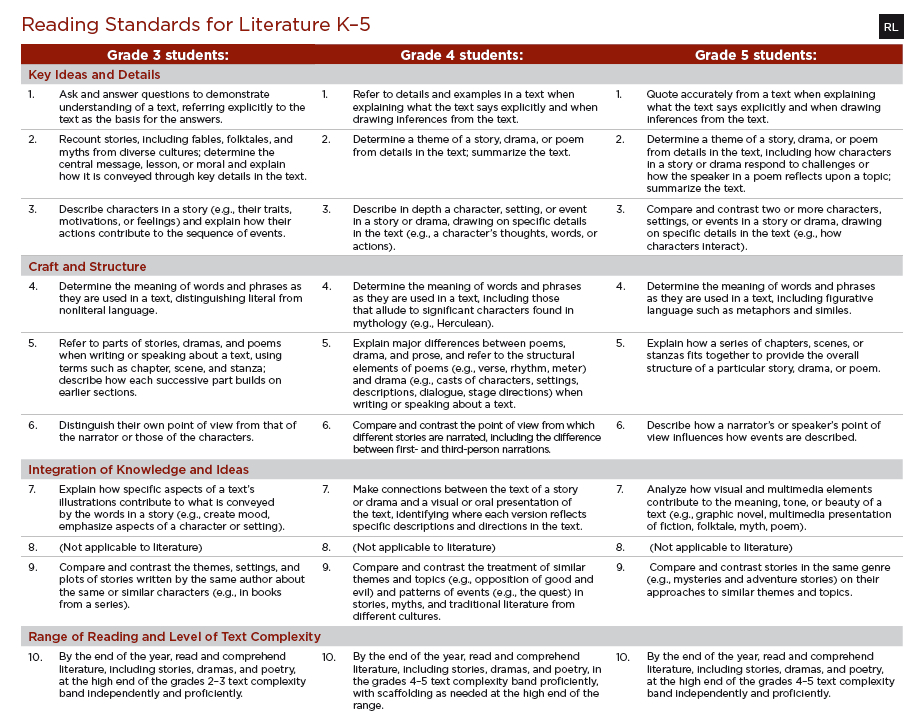 Reading Standards for Literature K–5
RL
Grade 3 students:
Grade 4 students:
Grade 5 students:
Key Ideas and Details
1. Ask and answer questions to demonstrate
understanding of a text, referring explicitly to the
text as the basis for the answers.
1. Refer to details and examples in a text when
explaining what the text says explicitly and when
drawing inferences from the text.
1. Quote accurately from a text when explaining
what the text says explicitly and when drawing
inferences from the text.
2. Recount stories, including fables, folktales, and
myths from diverse cultures; determine the
central message, lesson, or moral and explain
how it is conveyed through key details in the text.
2. Determine a theme of a story, drama, or poem
from details in the text; summarize the text.
2. Determine a theme of a story, drama, or poem
from details in the text, including how characters
in a story or drama respond to challenges or
how the speaker in a poem reflects upon a topic;
summarize the text.
3. Describe characters in a story (e.g., their traits,
motivations, or feelings) and explain how their
actions contribute to the sequence of events.
3. Describe in depth a character, setting, or event
in a story or drama, drawing on specific details
in the text (e.g., a character's thoughts, words, or
actions).
3. Compare and contrast two or more characters,
settings, or events in a story or drama, drawing
on specific details in the text (e.g., how
characters interact).
Craft and Structure
4. Determine the meaning of words and phrases as
they are used in a text, distinguishing literal from
nonliteral language.
4. Determine the meaning of words and phrases
as they are used in a text, including those
that allude to significant characters found in
mythology (e.g., Herculean).
4. Determine the meaning of words and phrases
as they are used in a text, including figurative
language such as metaphors and similes.
5. Refer to parts of stories, dramas, and poems
when writing or speaking about a text, using
terms such as chapter, scene, and stanza;
describe how each successive part builds on
earlier sections.
5. Explain major differences between poems,
drama, and prose, and refer to the structural
elements of poems (e.g., verse, rhythm, meter)
and drama (e.g., casts of characters, settings,
descriptions, dialogue, stage directions) when
writing or speaking about a text.
5. Explain how a series of chapters, scenes, or
stanzas fits together to provide the overall
structure of a particular story, drama, or poem.
6. Distinguish their own point of view from that of
the narrator or those of the characters.
6. Compare and contrast the point of view from which
different stories are narrated, including the difference
between first- and third-person narrations.
6. Describe how a narrator's or speaker's point of
view influences how events are described.
Integration of Knowledge and Ideas
7. Explain how specific aspects of a text's
illustrations contribute to what is conveyed
by the words in a story (e.g., create mood,
emphasize aspects of a character or setting).
7. Make connections between the text of a story
or drama and a visual or oral presentation of
the text, identifying where each version reflects
specific descriptions and directions in the text.
7. Analyze how visual and multimedia elements
contribute to the meaning, tone, or beauty of a
text (e.g., graphic novel, multimedia presentation
of fiction, folktale, myth, poem).
8. (Not applicable to literature)
8. (Not applicable to literature)
8. (Not applicable to literature)
9. Compare and contrast the themes, settings, and
plots of stories written by the same author about
the same or similar characters (e.g., in books
from a series).
9. Compare and contrast the treatment of similar
themes and topics (e.g., opposition of good and
evil) and patterns of events (e.g., the quest) in
stories, myths, and traditional literature from
different cultures.
9. Compare and contrast stories in the same genre
(e.g., mysteries and adventure stories) on their
approaches to similar themes and topics.
Range of Reading and Level of Text Complexity
10. By the end of the year, read and comprehend
literature, including stories, dramas, and poetry,
at the high end of the grades 2–3 text complexity
band independently and proficiently.
10. By the end of the year, read and comprehend
literature, including stories, dramas, and poetry, in
the grades 4–5 text complexity band proficiently,
with scaffolding as needed at the high end of the
range.
10. By the end of the year, read and comprehend
literature, including stories, dramas, and poetry,
at the high end of the grades 4–5 text complexity
band independently and proficiently.